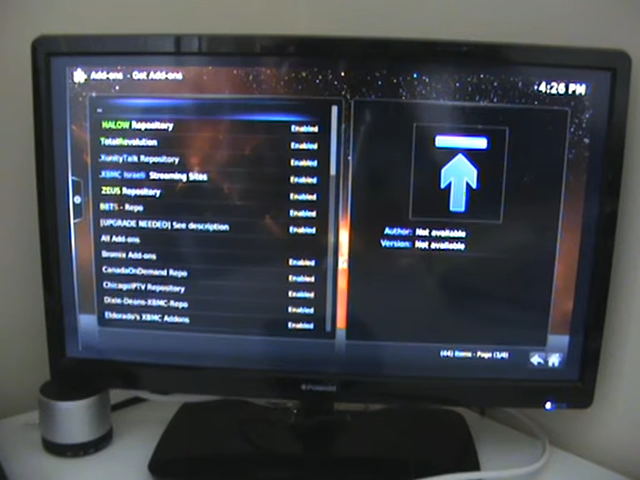 Add-ons - Get Add-ons
4:26 PM
..
HALOW Repository Enabled
TotalRevolution Enabled
.XunityTalk Repository Enabled
.XBMC Israeli Streaming Sites Enabled
ZEUS Repository Enabled
BETS - Repo Enabled
[UPGRADE NEEDED] See description Enabled
All Add-ons
Bromix Add-ons Enabled
CanadaOnDemand Repo Enabled
ChicagoIPTV Repository Enabled
Dixie-Deans-XBMC-Repo Enabled
Eldorado's XBMC Addons Enabled
Author: Not available
Version: Not available
(44) Items - Page (1/4)
Polaroid